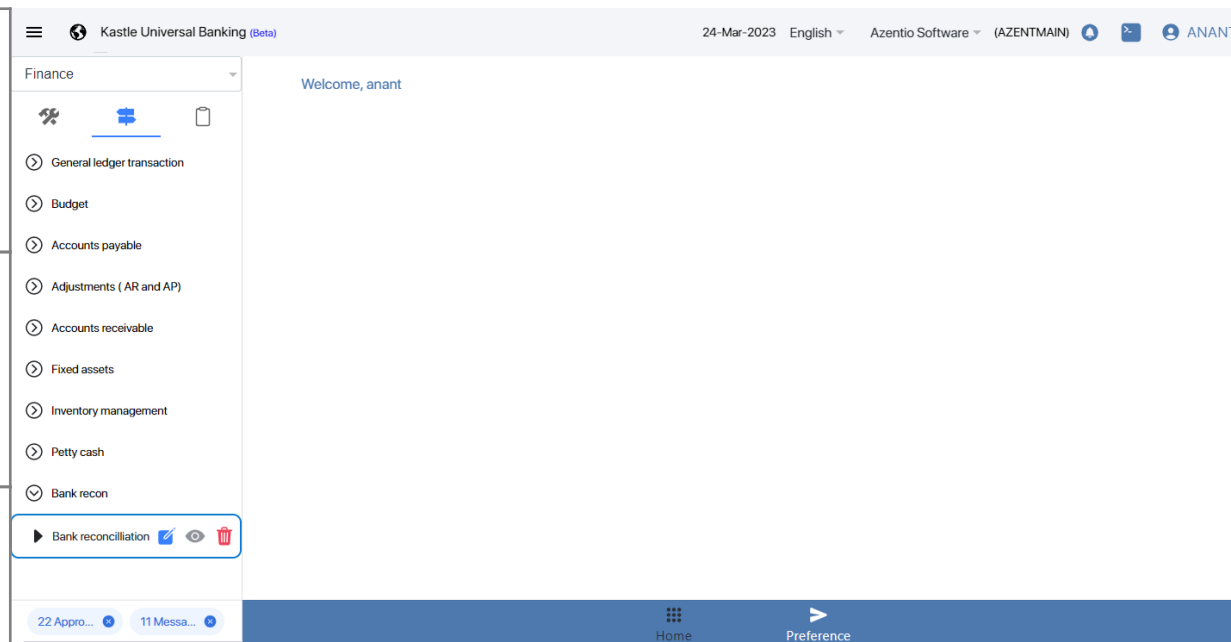 Kastle Universal Banking (Beta)
24-Mar-2023 English Azentio Software (AZENTMAIN) ANANT
Finance
Welcome, anant
General ledger transaction
Budget
Accounts payable
Adjustments ( AR and AP)
Accounts receivable
Fixed assets
Inventory management
Petty cash
Bank recon
Bank reconcilliation
22 Appro... 11 Messa...
Home Preference